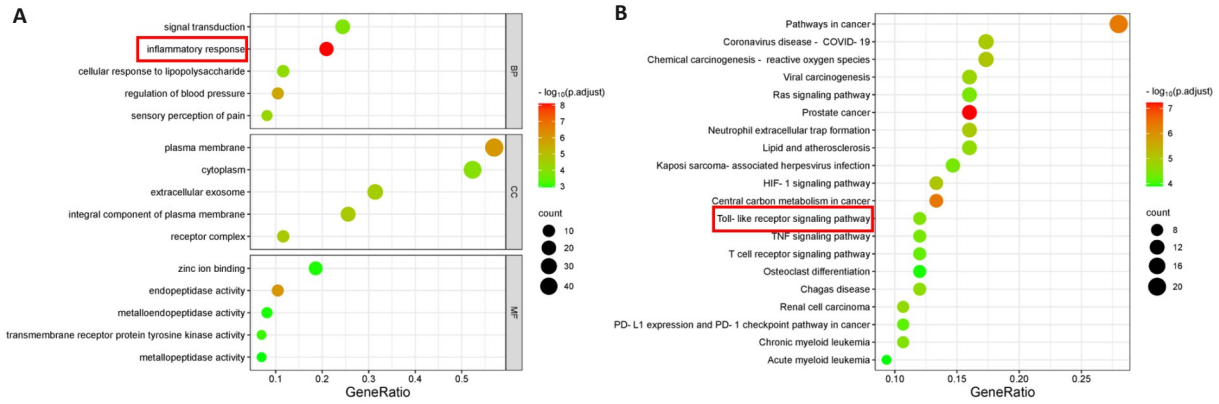 A
signal transduction
inflammatory response
cellular response to lipopolysaccharide
regulation of blood pressure
sensory perception of pain
BP
plasma membrane
cytoplasm
extracellular exosome
integral component of plasma membrane
receptor complex
CC
zinc ion binding
endopeptidase activity
metalloendopeptidase activity
transmembrane receptor protein tyrosine kinase activity
metallopeptidase activity
MF
0.1 0.2 0.3 0.4 0.5
GeneRatio
- log10(p.adjust)
8
7
6
5
4
3
count
10
20
30
40
B
Pathways in cancer
Coronavirus disease - COVID- 19
Chemical carcinogenesis - reactive oxygen species
Viral carcinogenesis
Ras signaling pathway
Prostate cancer
Neutrophil extracellular trap formation
Lipid and atherosclerosis
Kaposi sarcoma- associated herpesvirus infection
HIF- 1 signaling pathway
Central carbon metabolism in cancer
Toll- like receptor signaling pathway
TNF signaling pathway
T cell receptor signaling pathway
Osteoclast differentiation
Chagas disease
Renal cell carcinoma
PD- L1 expression and PD- 1 checkpoint pathway in cancer
Chronic myeloid leukemia
Acute myeloid leukemia
0.10 0.15 0.20 0.25
GeneRatio
- log10(p.adjust)
7
6
5
4
count
8
12
16
20